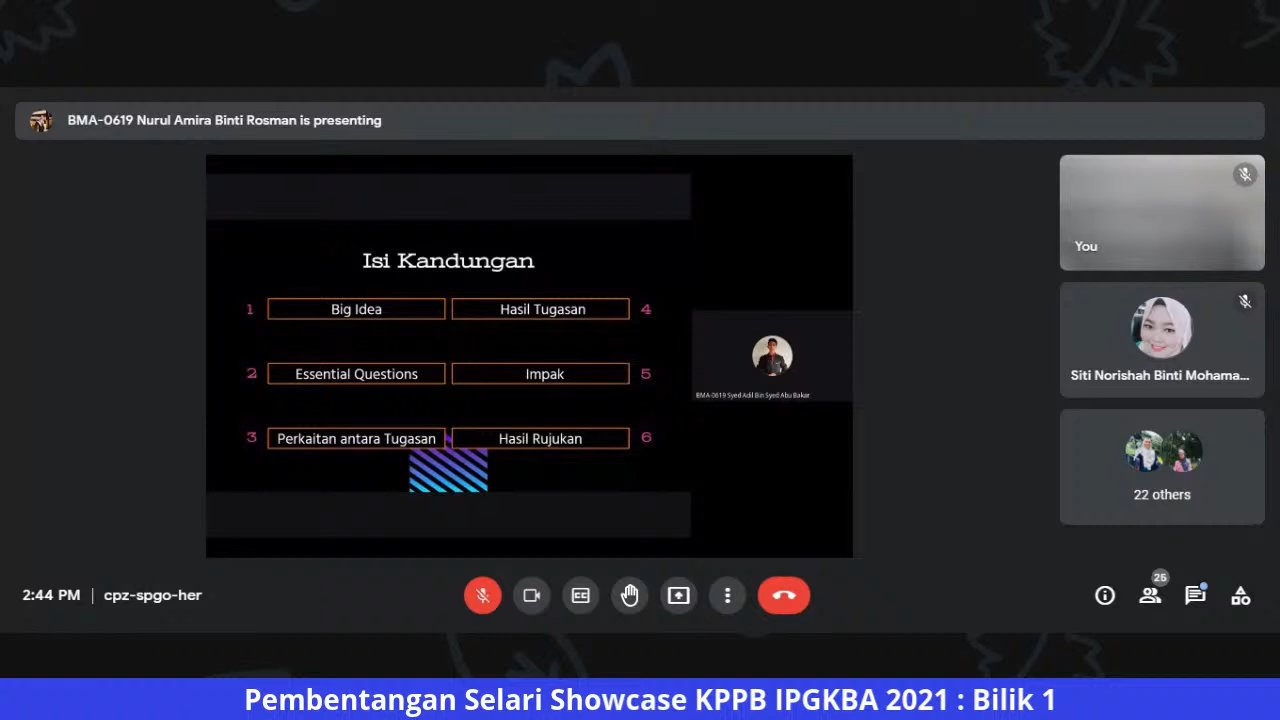 BMA-0619 Nurul Amira Binti Rosman is presenting
Isi Kandungan
1 Big Idea Hasil Tugasan 4
2 Essential Questions Impak 5
3 Perkaitan antara Tugasan Hasil Rujukan 6
BMA-0619 Syed Adil Bin Syed Abu Bakar
You
Siti Norishah Binti Mohama...
22 others
2:44 PM | cpz-spgo-her
CC
25
Pembentangan Selari Showcase KPPB IPGKBA 2021 : Bilik 1